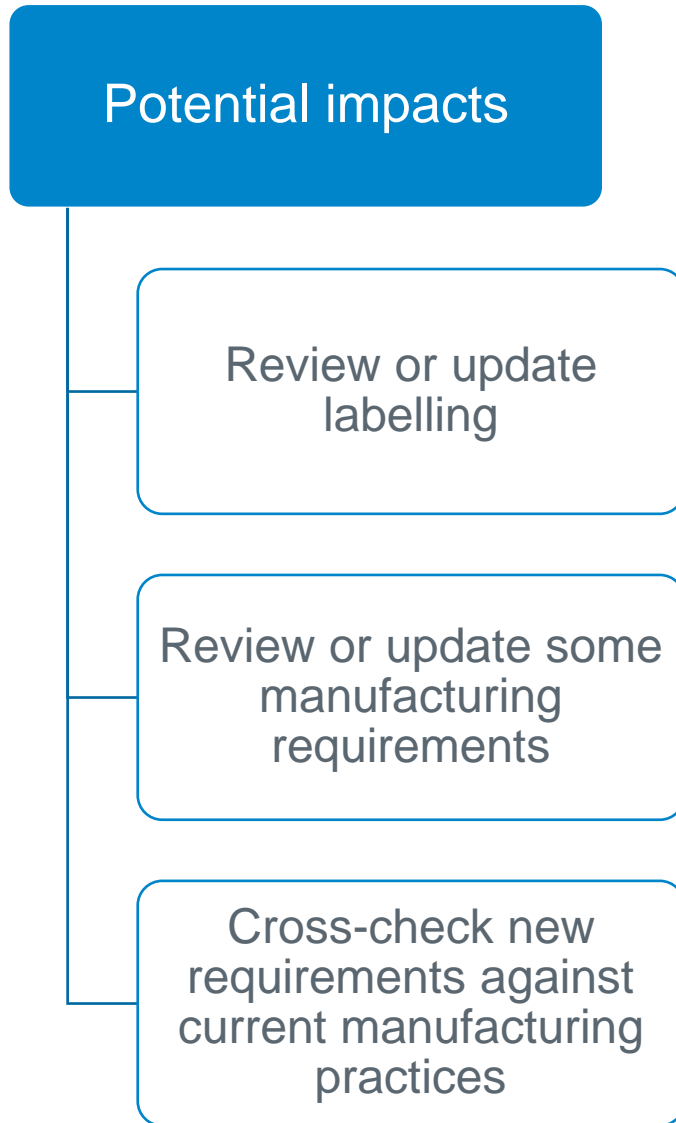 Potential impacts
Review or update
labelling
Review or update some
manufacturing
requirements
Cross-check new
requirements against
current manufacturing
practices